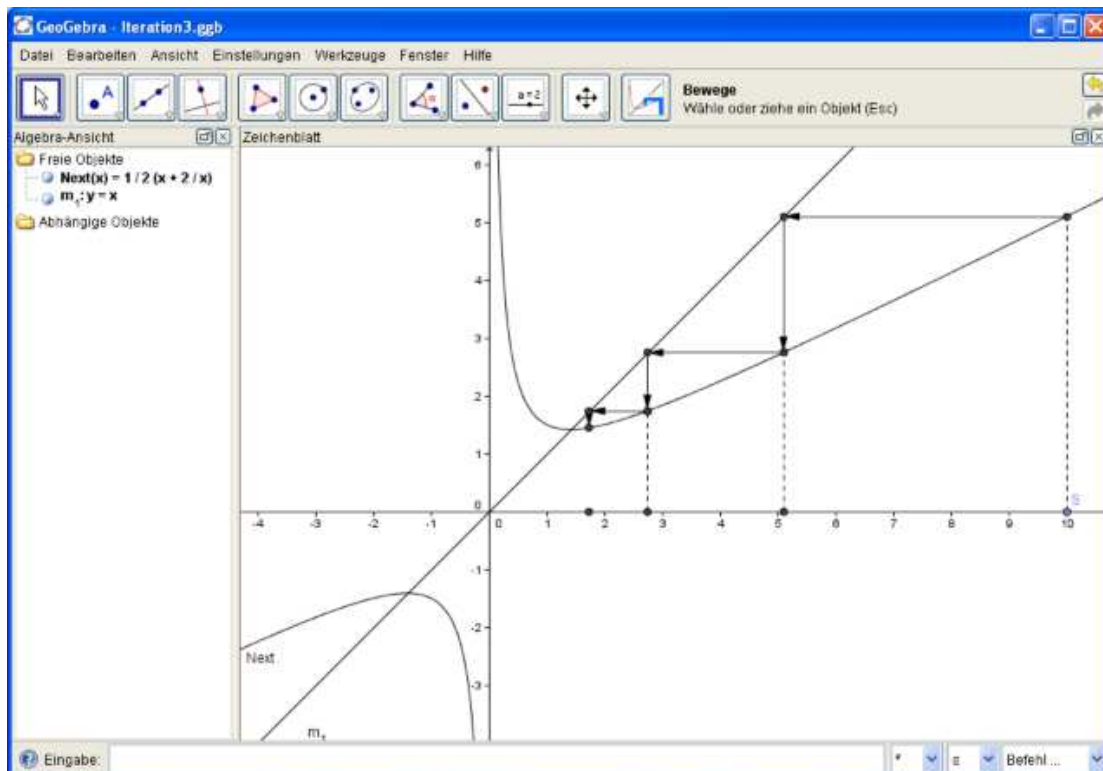 GeoGebra - Iteration3.ggb
Datei Bearbeiten Ansicht Einstellungen Werkzeuge Fenster Hilfe
A
α
a=2
Bewege
Wähle oder ziehe ein Objekt (Esc)
Algebra-Ansicht
Zeichenblatt
Freie Objekte
Next(x) = 1 / 2 (x + 2 / x)
m₁: y = x
Abhängige Objekte
6
5
4
3
2
1
0
-1
-2
-3
-4 -3 -2 -1 0 1 2 3 4 5 6 7 8 9 10
S
Next
m₁
Eingabe:
Befehl ...